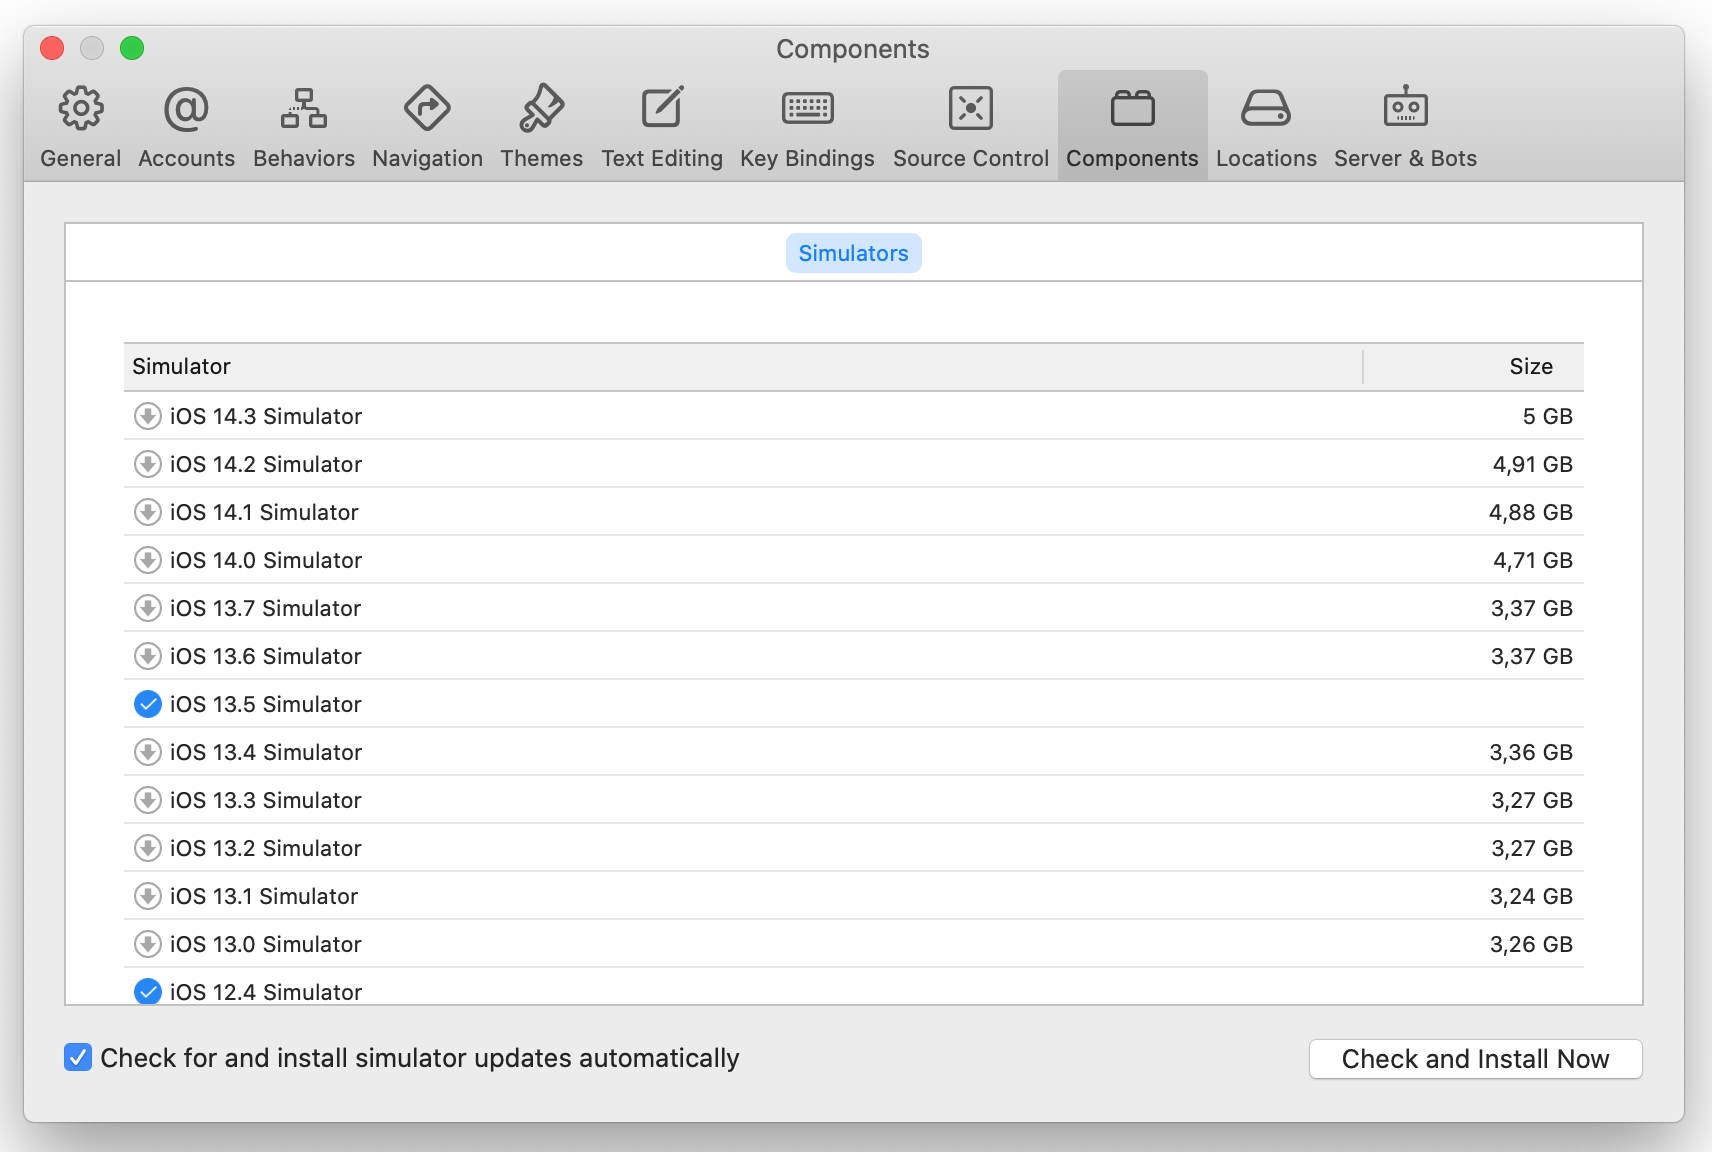 Components
General Accounts Behaviors Navigation Themes Text Editing Key Bindings Source Control Components Locations Server & Bots
Simulators
Simulator Size
iOS 14.3 Simulator 5 GB
iOS 14.2 Simulator 4,91 GB
iOS 14.1 Simulator 4,88 GB
iOS 14.0 Simulator 4,71 GB
iOS 13.7 Simulator 3,37 GB
iOS 13.6 Simulator 3,37 GB
iOS 13.5 Simulator
iOS 13.4 Simulator 3,36 GB
iOS 13.3 Simulator 3,27 GB
iOS 13.2 Simulator 3,27 GB
iOS 13.1 Simulator 3,24 GB
iOS 13.0 Simulator 3,26 GB
iOS 12.4 Simulator
Check for and install simulator updates automatically Check and Install Now